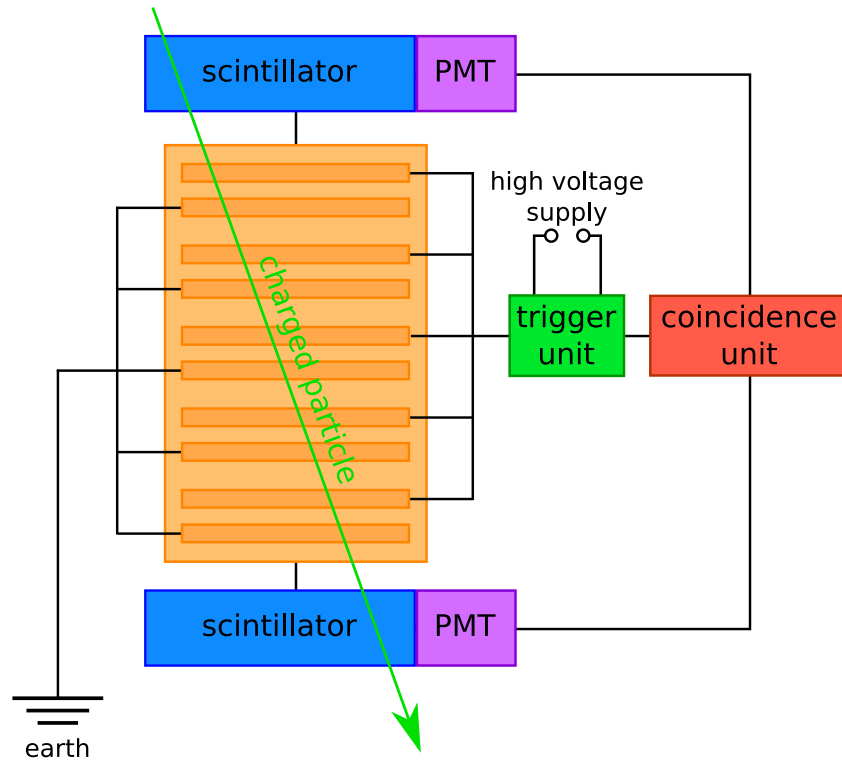 scintillator
PMT
high voltage
supply
charged particle
trigger
unit
coincidence
unit
scintillator
PMT
earth